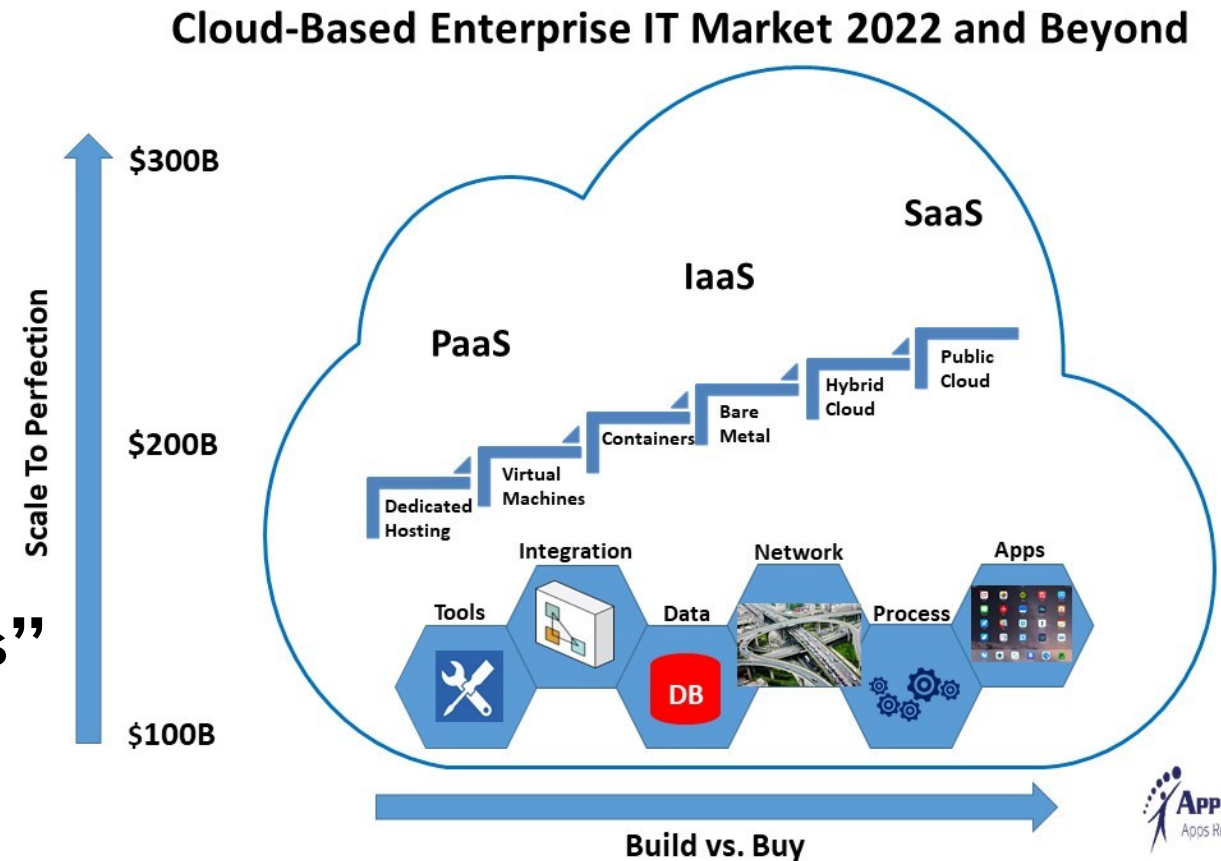 Cloud-Based Enterprise IT Market 2022 and Beyond
$300B
SaaS
IaaS
PaaS
Scale To Perfection
Public
Cloud
Hybrid
Cloud
Bare
Metal
Containers
Virtual
Machines
Dedicated
Hosting
$200B
Integration
Network
Apps
Tools
Data
Process
DB
s”
$100B
Build vs. Buy
APP
Apps R